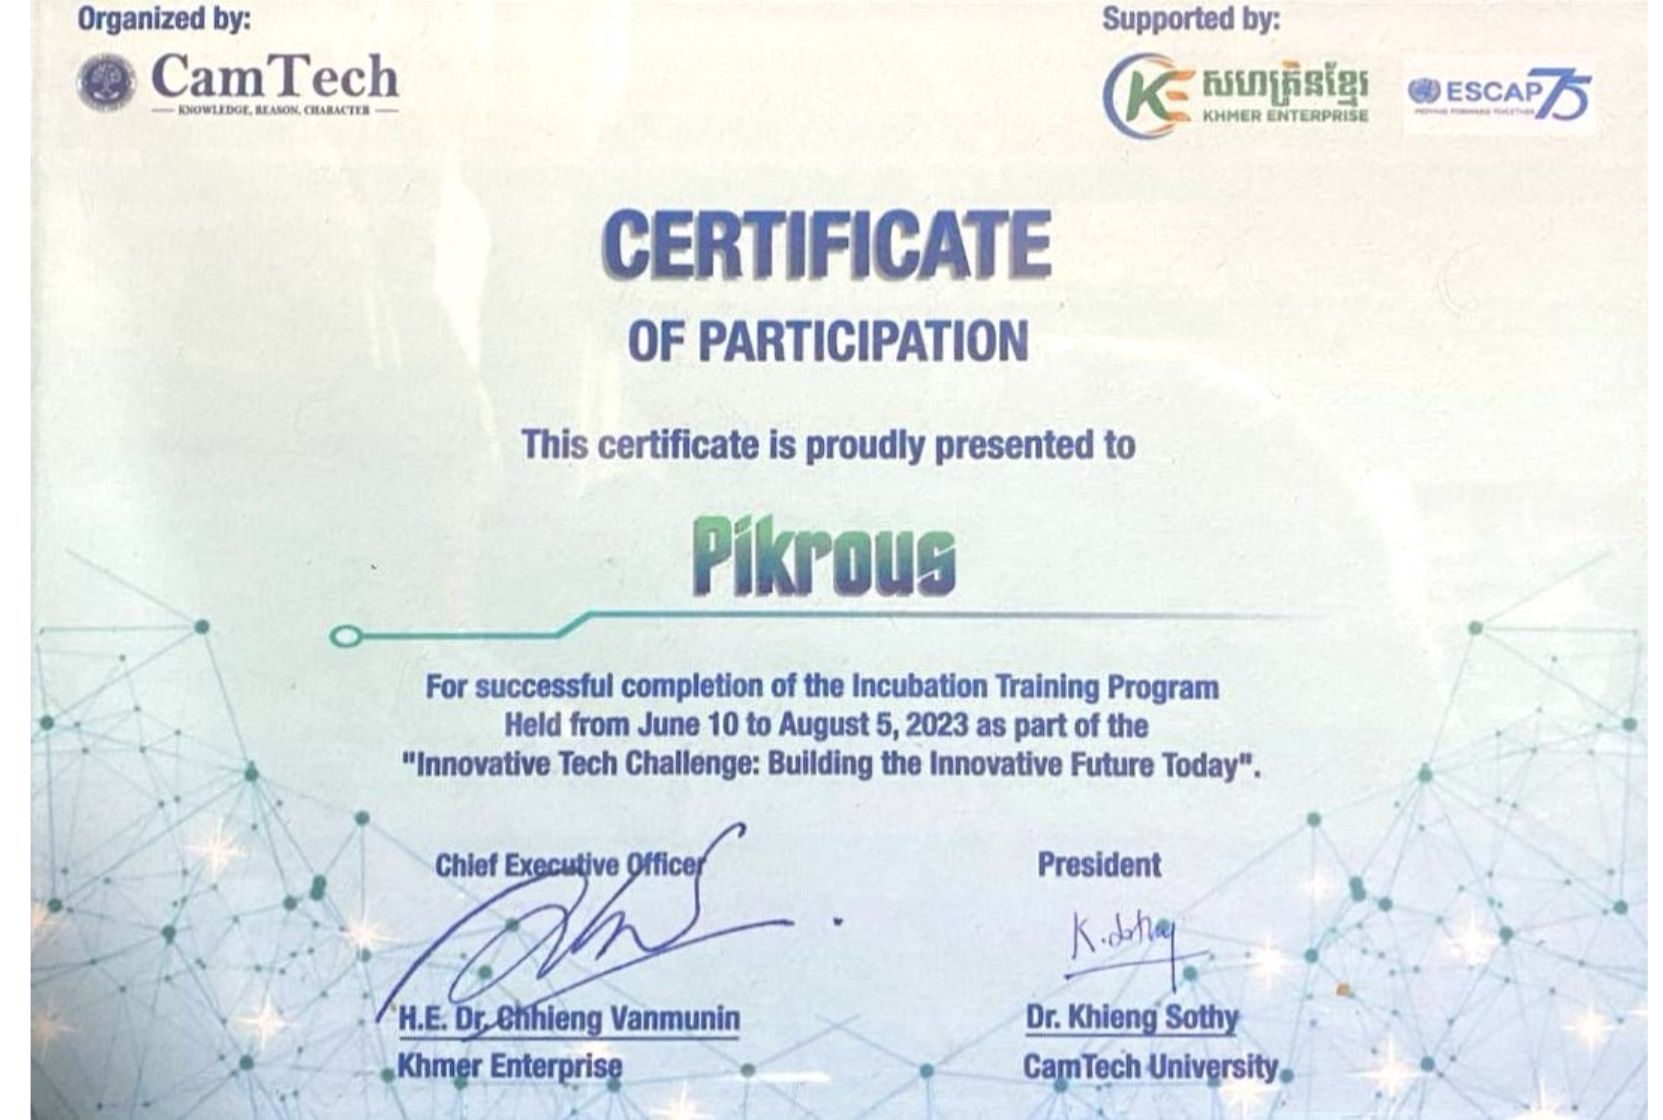 Organized by:
CamTech
KNOWLEDGE, REASON, CHARACTER
Supported by:
សហគ្រិនខ្មែរ
KHMER ENTERPRISE
ESCAP 75
MOVING FORWARD TOGETHER
CERTIFICATE
OF PARTICIPATION
This certificate is proudly presented to
Pikrous
For successful completion of the Incubation Training Program
Held from June 10 to August 5, 2023 as part of the
"Innovative Tech Challenge: Building the Innovative Future Today".
Chief Executive Officer
H.E. Dr. Chhieng Vanmunin
Khmer Enterprise
President
K. Sothy
Dr. Khieng Sothy
CamTech University